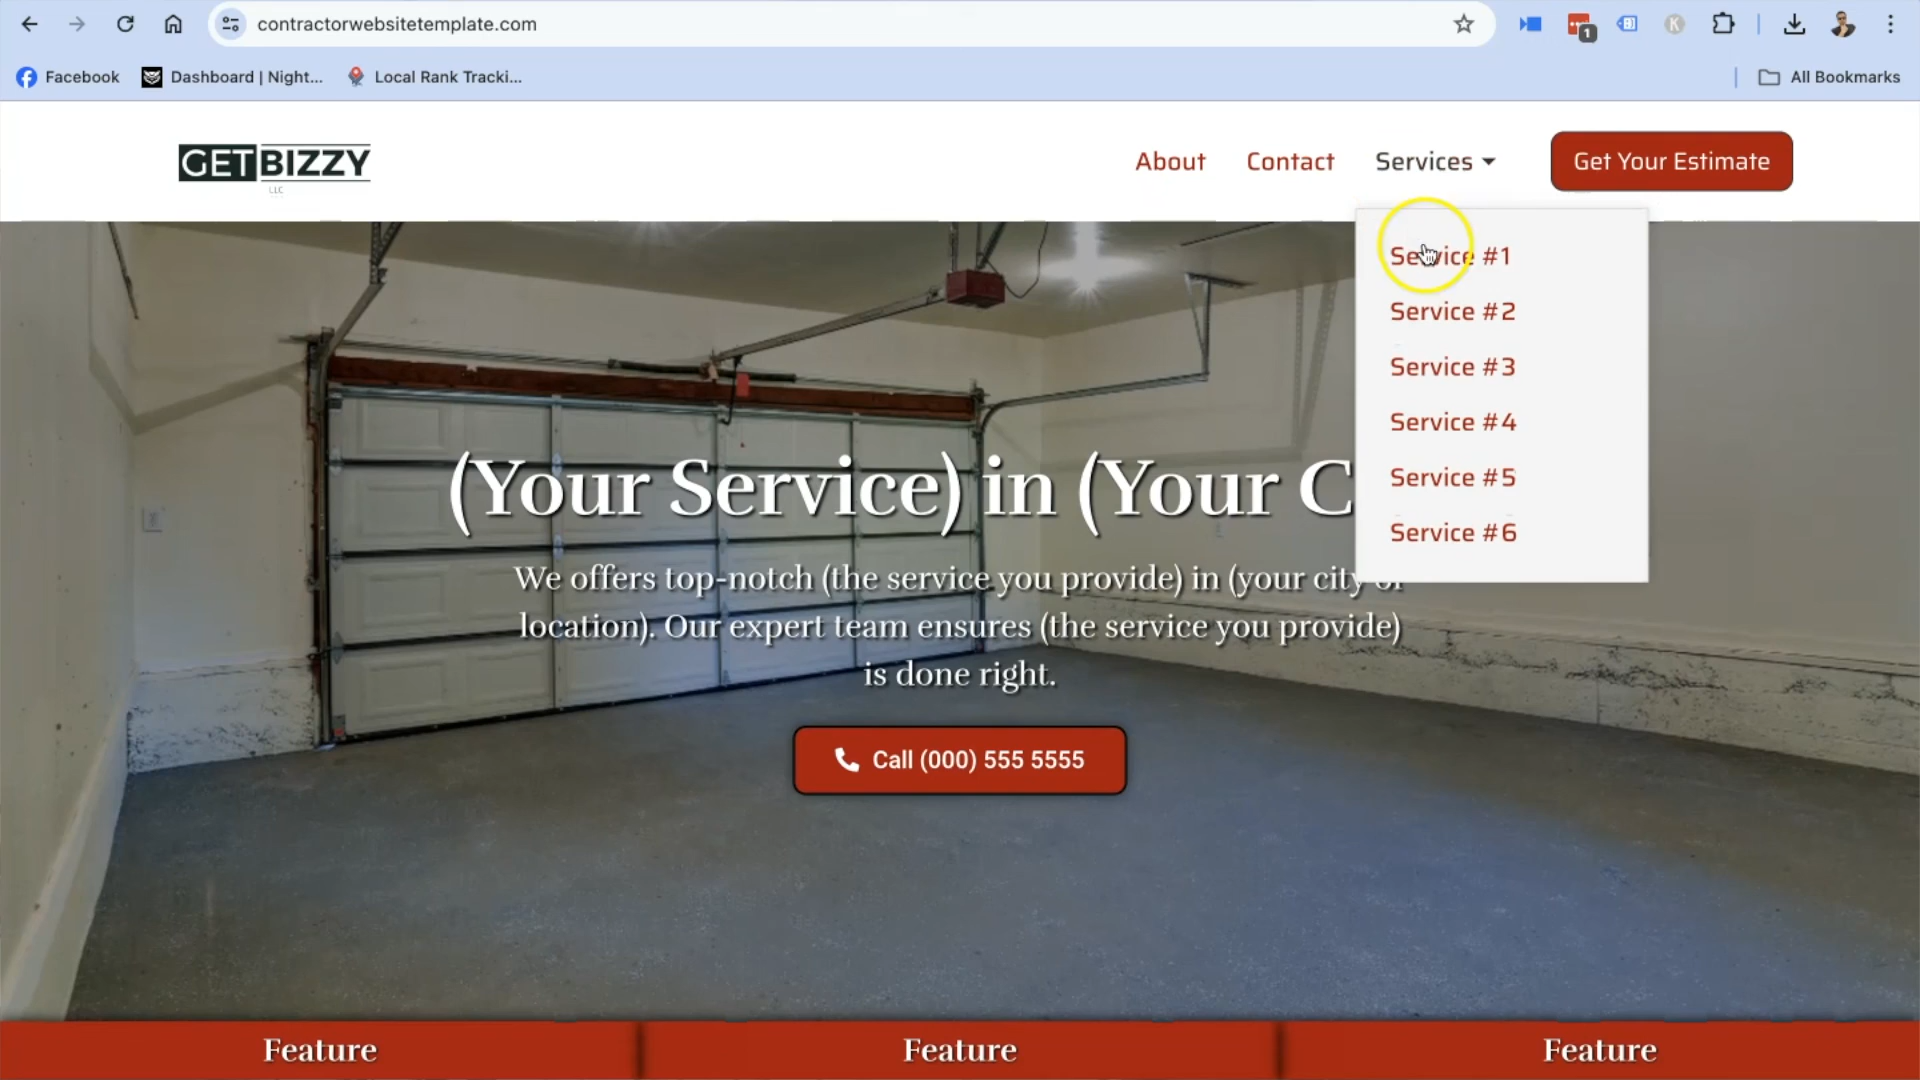 contractorwebsitetemplate.com
1
K
Facebook
Dashboard | Night...
Local Rank Tracki...
All Bookmarks
GETBIZZY
LLC
About
Contact
Services
Get Your Estimate
Service #1
Service #2
Service #3
Service #4
Service #5
Service #6
(Your Service) in (Your C
We offers top-notch (the service you provide) in (your city or
location). Our expert team ensures (the service you provide)
is done right.
Call (000) 555 5555
Feature
Feature
Feature